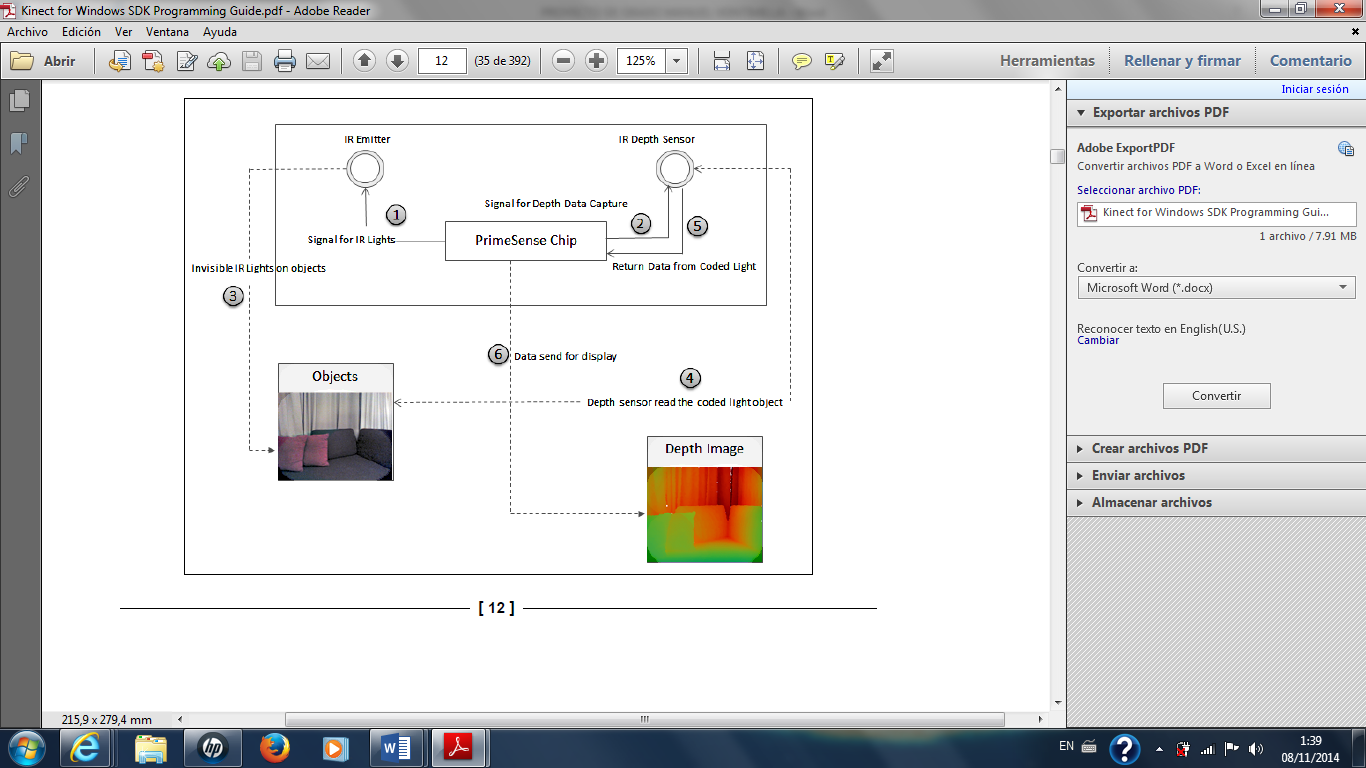 Kinect for Windows SDK Programming Guide.pdf - Adobe Reader
Archivo Edición Ver Ventana Ayuda
Abrir 12 (35 de 392) 125% Herramientas Rellenar y firmar Comentario
Iniciar sesión
Exportar archivos PDF
Adobe ExportPDF
Convertir archivos PDF a Word o Excel en línea
Seleccionar archivo PDF:
Kinect for Windows SDK Programming Gui...
1 archivo / 7.91 MB
Convertir a:
Microsoft Word (*.docx)
Reconocer texto en English(U.S.)
Cambiar
Convertir
Crear archivos PDF
Enviar archivos
Almacenar archivos
IR Emitter
IR Depth Sensor
Signal for Depth Data Capture
1
2
5
Signal for IR Lights
PrimeSense Chip
Invisible IR Lights on objects
Return Data from Coded Light
3
6
Data send for display
4
Objects
Depth sensor read the coded light object
Depth Image
[ 12 ]
215,9 x 279,4 mm
hp
EN
?
1:39
08/11/2014